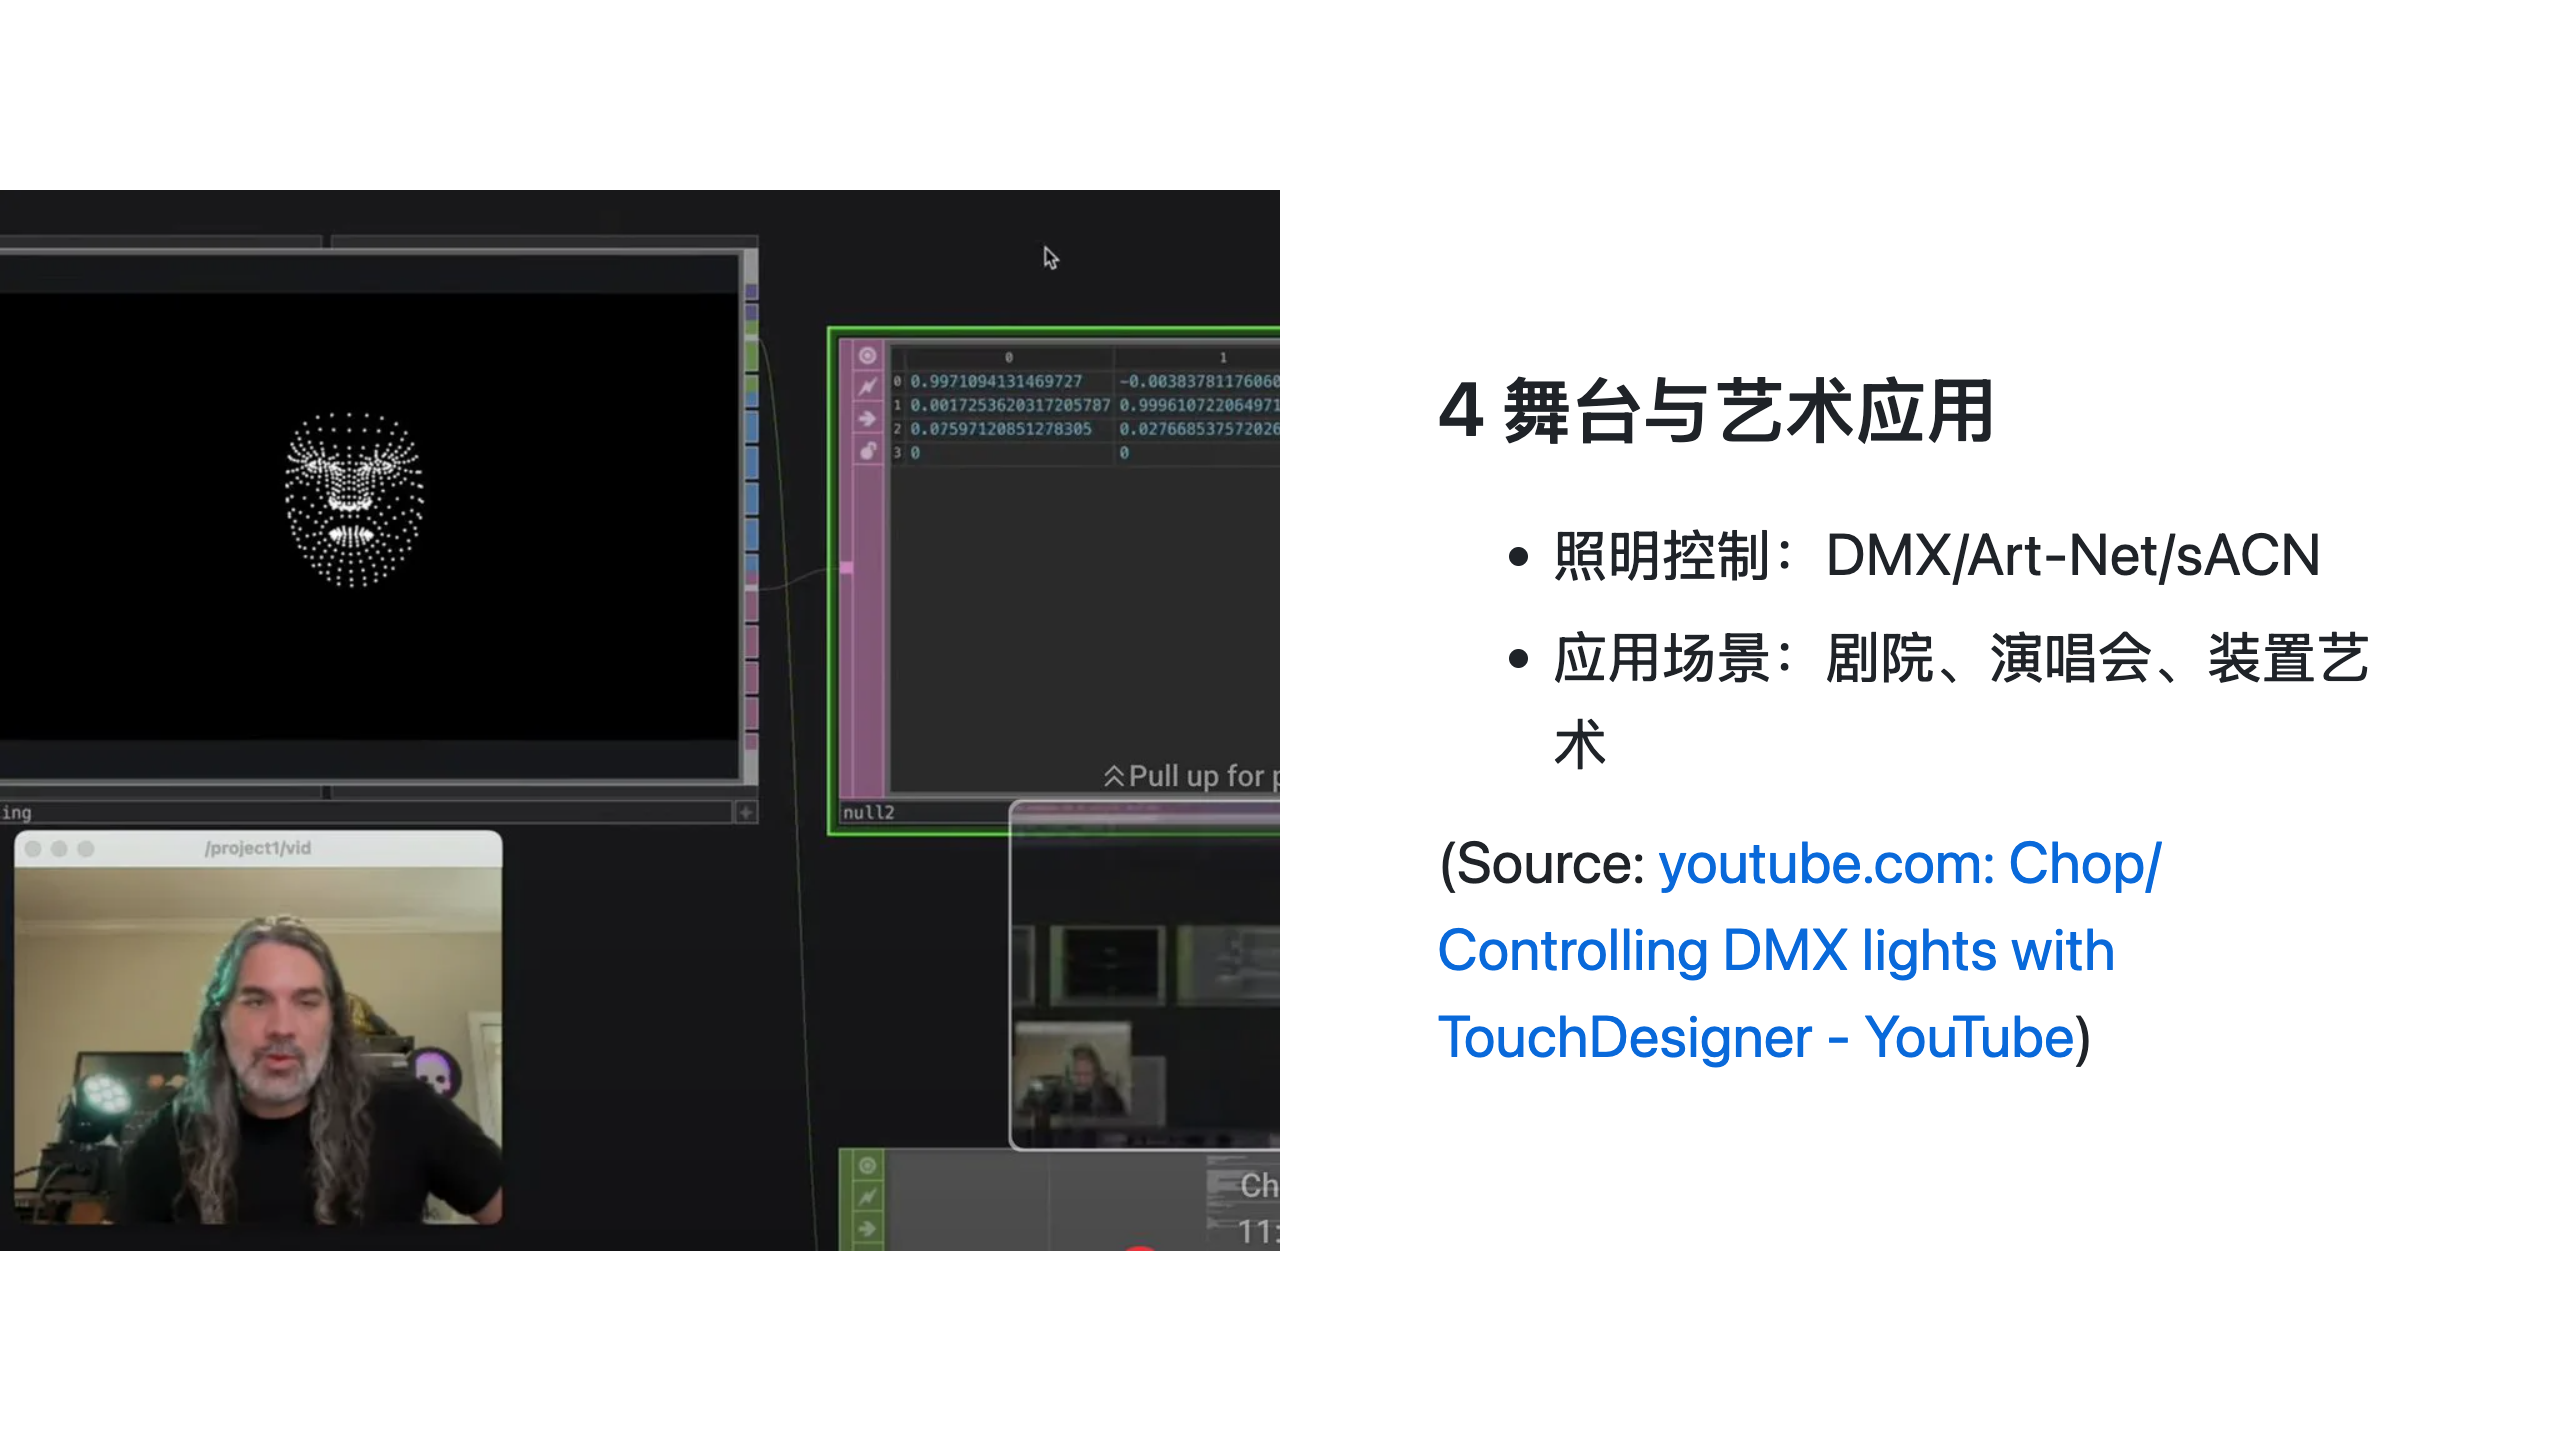 0 1
0 0.9971094131469727 -0.00383781176060
1 0.0017253620317205787 0.999610722064971
2 0.07597120851278305 0.027668537572026
3 0 0
Pull up for p
ing
null2
/project1/vid
Ch
11:
4 舞台与艺术应用
照明控制：DMX/Art-Net/sACN
应用场景：剧院、演唱会、装置艺
术
(Source: youtube.com: Chop/
Controlling DMX lights with
TouchDesigner - YouTube)